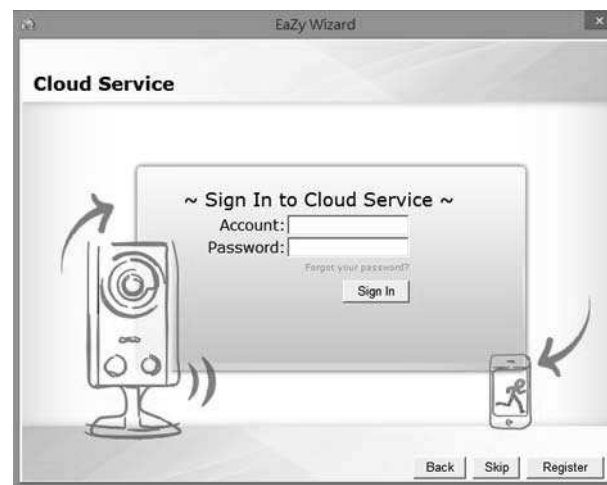 EaZy Wizard
Cloud Service
~ Sign In to Cloud Service ~
Account:
Password:
Forgot your password?
Sign In
Back Skip Register